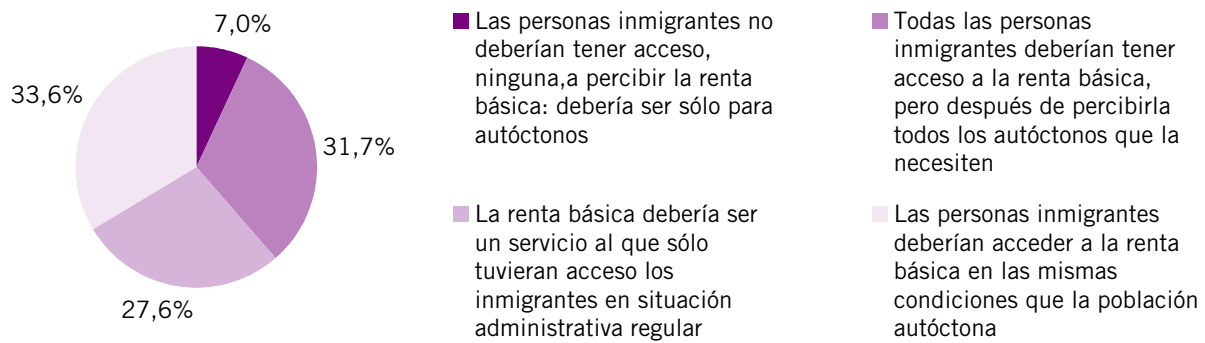 7,0%
33,6%
31,7%
27,6%
Las personas inmigrantes no
deberían tener acceso,
ninguna,a percibir la renta
básica: debería ser sólo para
autóctonos
Todas las personas
inmigrantes deberían tener
acceso a la renta básica,
pero después de percibirla
todos los autóctonos que la
necesiten
La renta básica debería ser
un servicio al que sólo
tuvieran acceso los
inmigrantes en situación
administrativa regular
Las personas inmigrantes
deberían acceder a la renta
básica en las mismas
condiciones que la población
autóctona